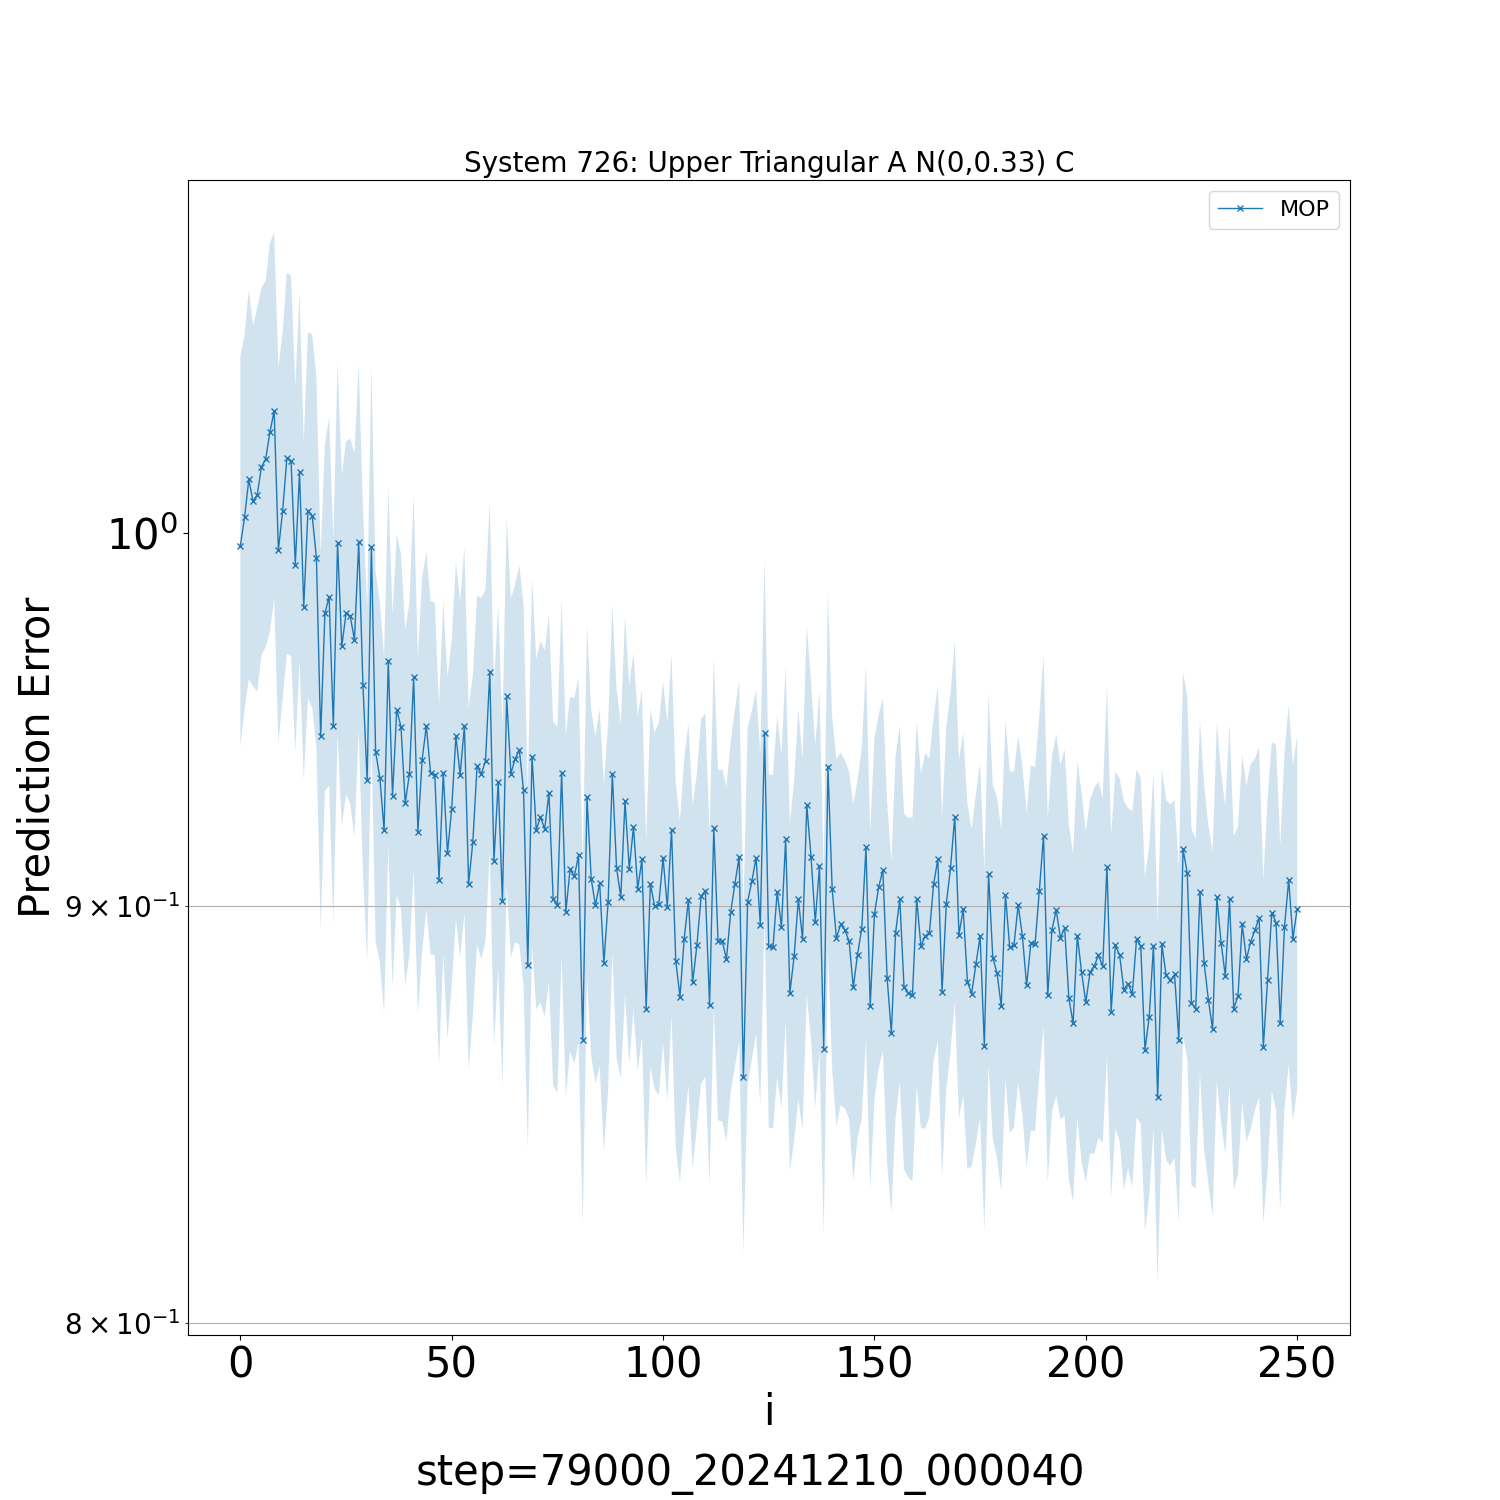 System 726: Upper Triangular A N(0,0.33) C
MOP
Prediction Error
10⁰
9 × 10⁻¹
8 × 10⁻¹
0 50 100 150 200 250
i
step=79000_20241210_000040